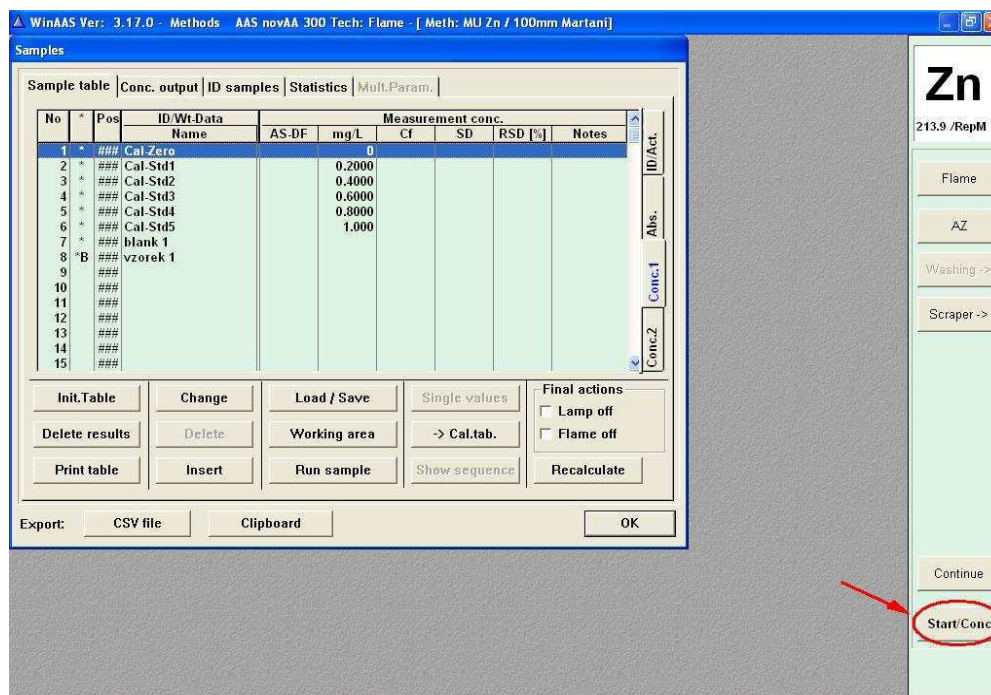 WinAAS Ver: 3.17.0 - Methods AAS novAA 300 Tech: Flame - [ Meth: MU Zn / 100mm Martani]
Samples
Sample table Conc. output ID samples Statistics Mult.Param.
No * Pos ID/Wt-Data Measurement conc.
Name AS-DF mg/L Cf SD RSD [%] Notes
1 * ### Cal-Zero 0
2 * ### Cal-Std1 0.2000
3 * ### Cal-Std2 0.4000
4 * ### Cal-Std3 0.6000
5 * ### Cal-Std4 0.8000
6 * ### Cal-Std5 1.000
7 * ### blank 1
8 *B ### vzorek 1
9 ###
10 ###
11 ###
12 ###
13 ###
14 ###
15 ###
ID/Act.
Abs.
Conc.1
Conc.2
Init.Table Change Load / Save Single values
Delete results Delete Working area -> Cal.tab.
Print table Insert Run sample Show sequence Recalculate
Final actions
Lamp off
Flame off
Export: CSV file Clipboard OK
Zn
213.9 /RepM
Flame
AZ
Washing ->
Scraper ->
Continue
Start/Conc